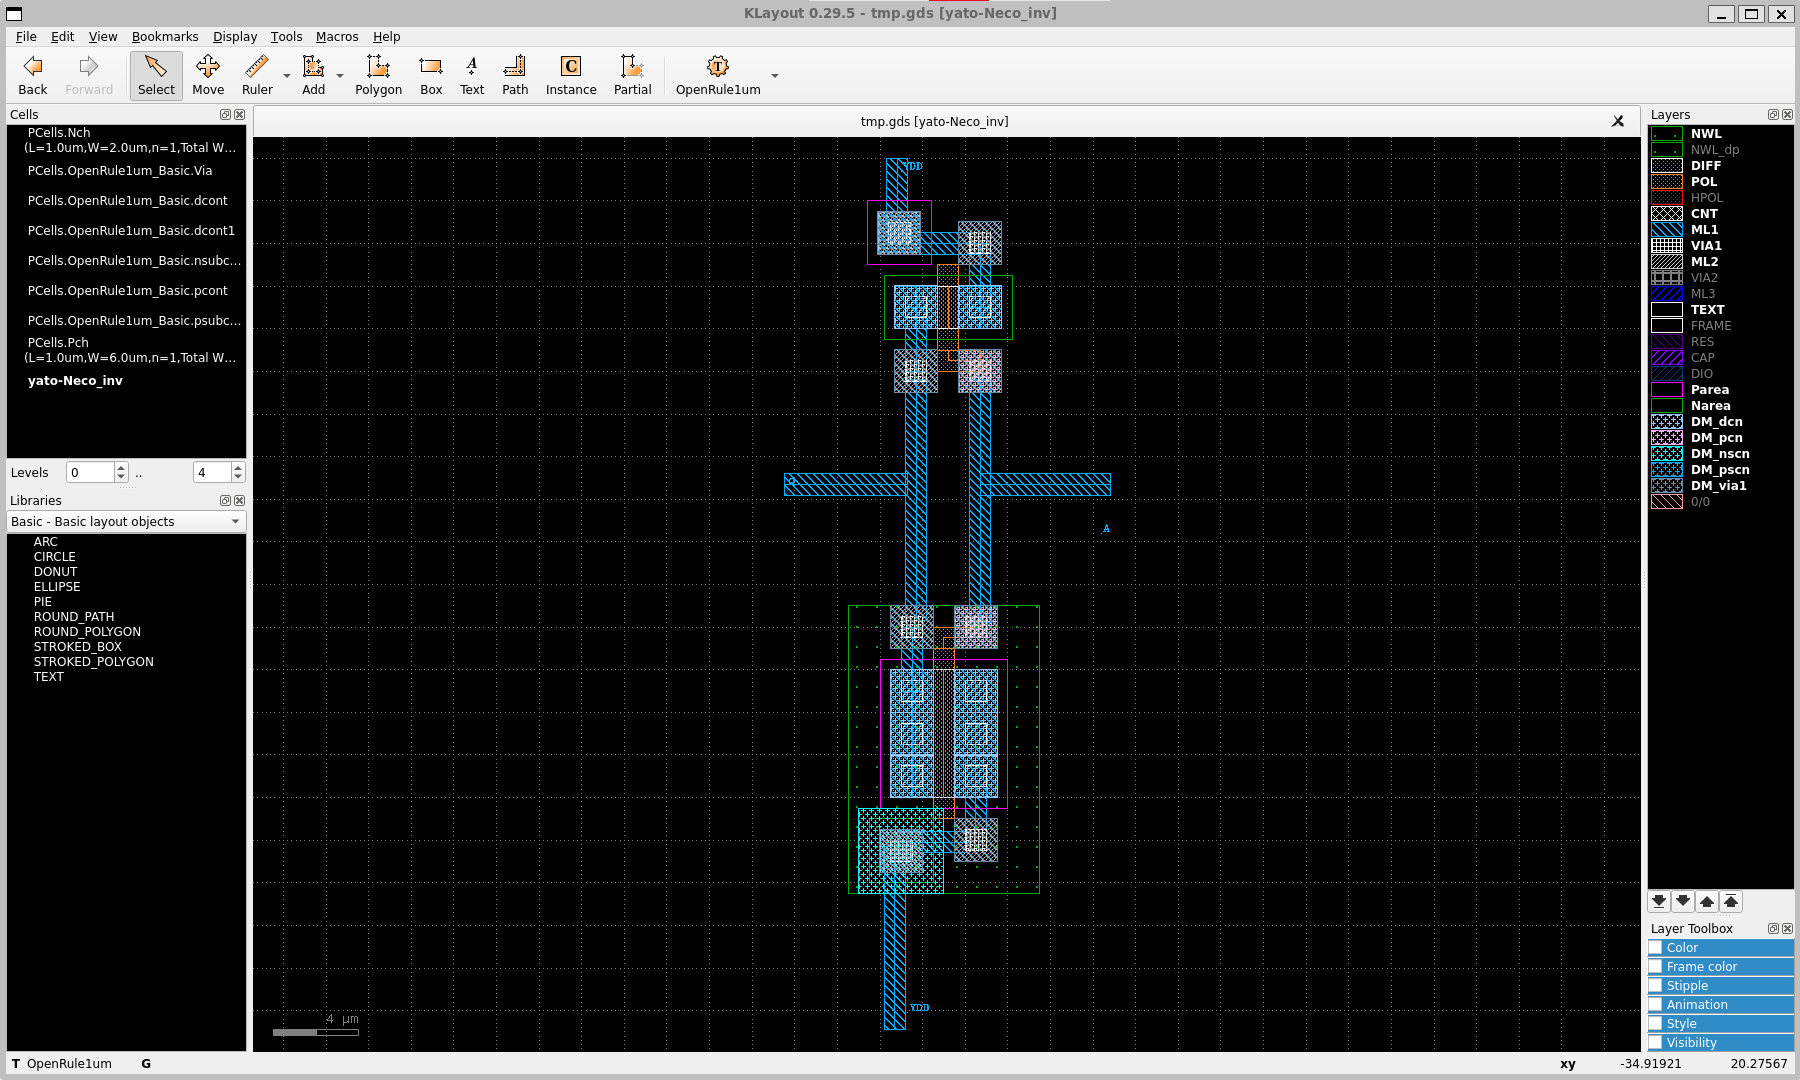 KLayout 0.29.5 - tmp.gds [yato-Neco_inv]
File Edit View Bookmarks Display Tools Macros Help
Back Forward Select Move Ruler Add Polygon Box Text Path Instance Partial OpenRule1um
Cells
PCells.Nch
(L=1.0um,W=2.0um,n=1,Total W...
PCells.OpenRule1um_Basic.Via
PCells.OpenRule1um_Basic.dcont
PCells.OpenRule1um_Basic.dcont1
PCells.OpenRule1um_Basic.nsubc...
PCells.OpenRule1um_Basic.pcont
PCells.OpenRule1um_Basic.psubc...
PCells.Pch
(L=1.0um,W=6.0um,n=1,Total W...
yato-Neco_inv
Levels 0 .. 4
Libraries
Basic - Basic layout objects
ARC
CIRCLE
DONUT
ELLIPSE
PIE
ROUND_PATH
ROUND_POLYGON
STROKED_BOX
STROKED_POLYGON
TEXT
tmp.gds [yato-Neco_inv]
A
VDD
4 µm
Layers
NWL
NWL_dp
DIFF
POL
HPOL
CNT
ML1
VIA1
ML2
VIA2
ML3
TEXT
FRAME
RES
CAP
DIO
Parea
Narea
DM_dcn
DM_pcn
DM_nscn
DM_pscn
DM_via1
0/0
Layer Toolbox
Color
Frame color
Stipple
Animation
Style
Visibility
T OpenRule1um G xy -34.91921 20.27567